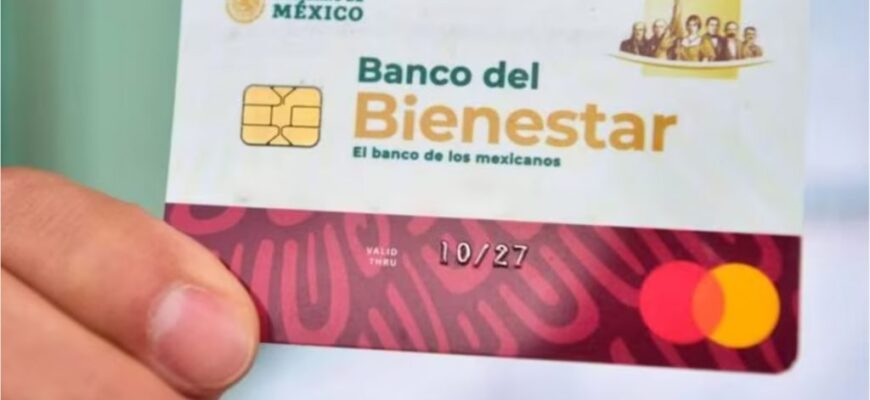 MÉXICO
Banco del
Bienestar
El banco de los mexicanos
VALID
THRU
10/27